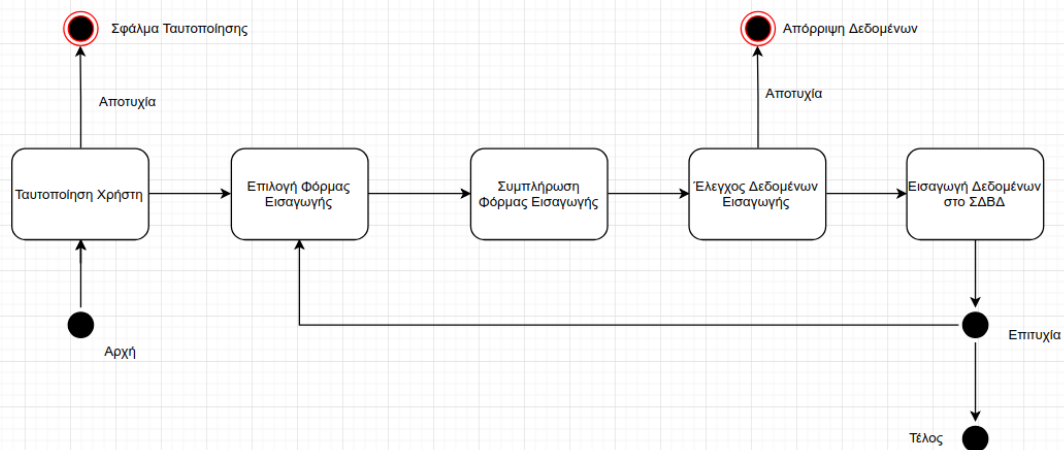 Σφάλμα Ταυτοποίησης
Απόρριψη Δεδομένων
Αποτυχία
Αποτυχία
Ταυτοποίηση Χρήστη
Επιλογή Φόρμας
Εισαγωγής
Συμπλήρωση
Φόρμας Εισαγωγής
Έλεγχος Δεδομένων
Εισαγωγής
Εισαγωγή Δεδομένων
στο ΣΔΒΔ
Αρχή
Επιτυχία
Τέλος